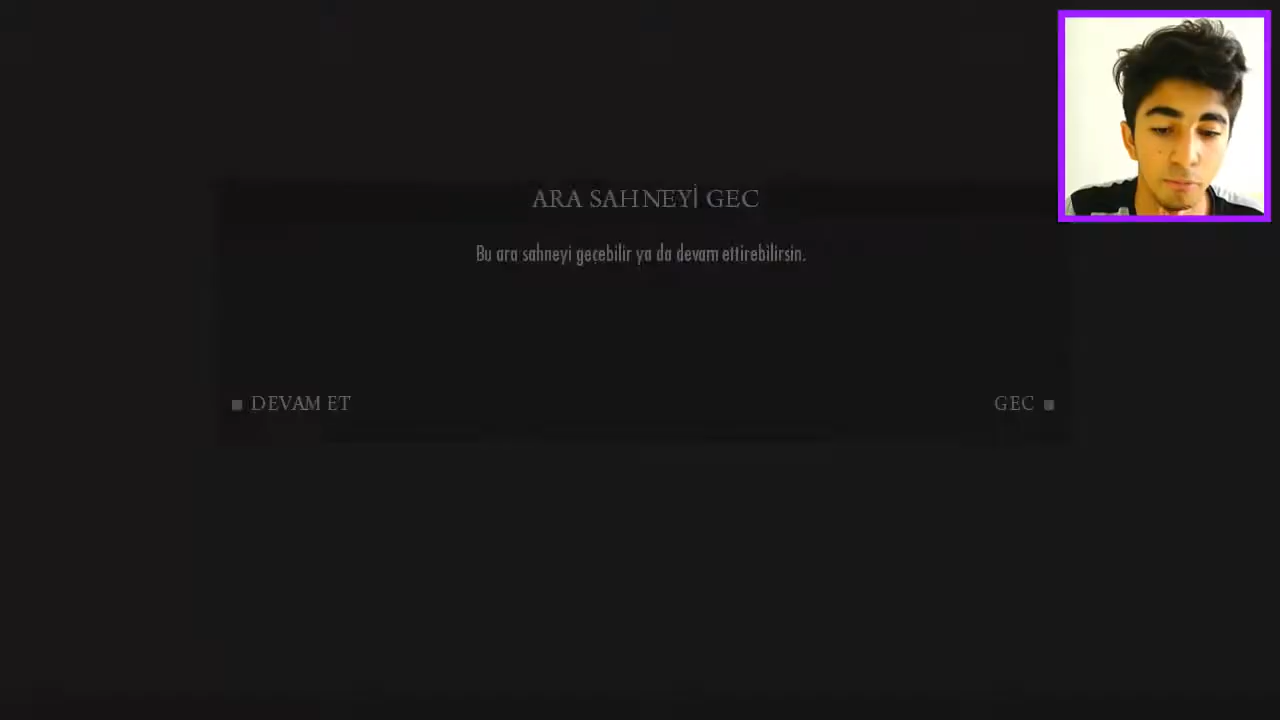 ARA SAHNEYİ GEC
Bu ara sahneyi geçebilir ya da devam ettirebilirsin.
DEVAM ET
GEC